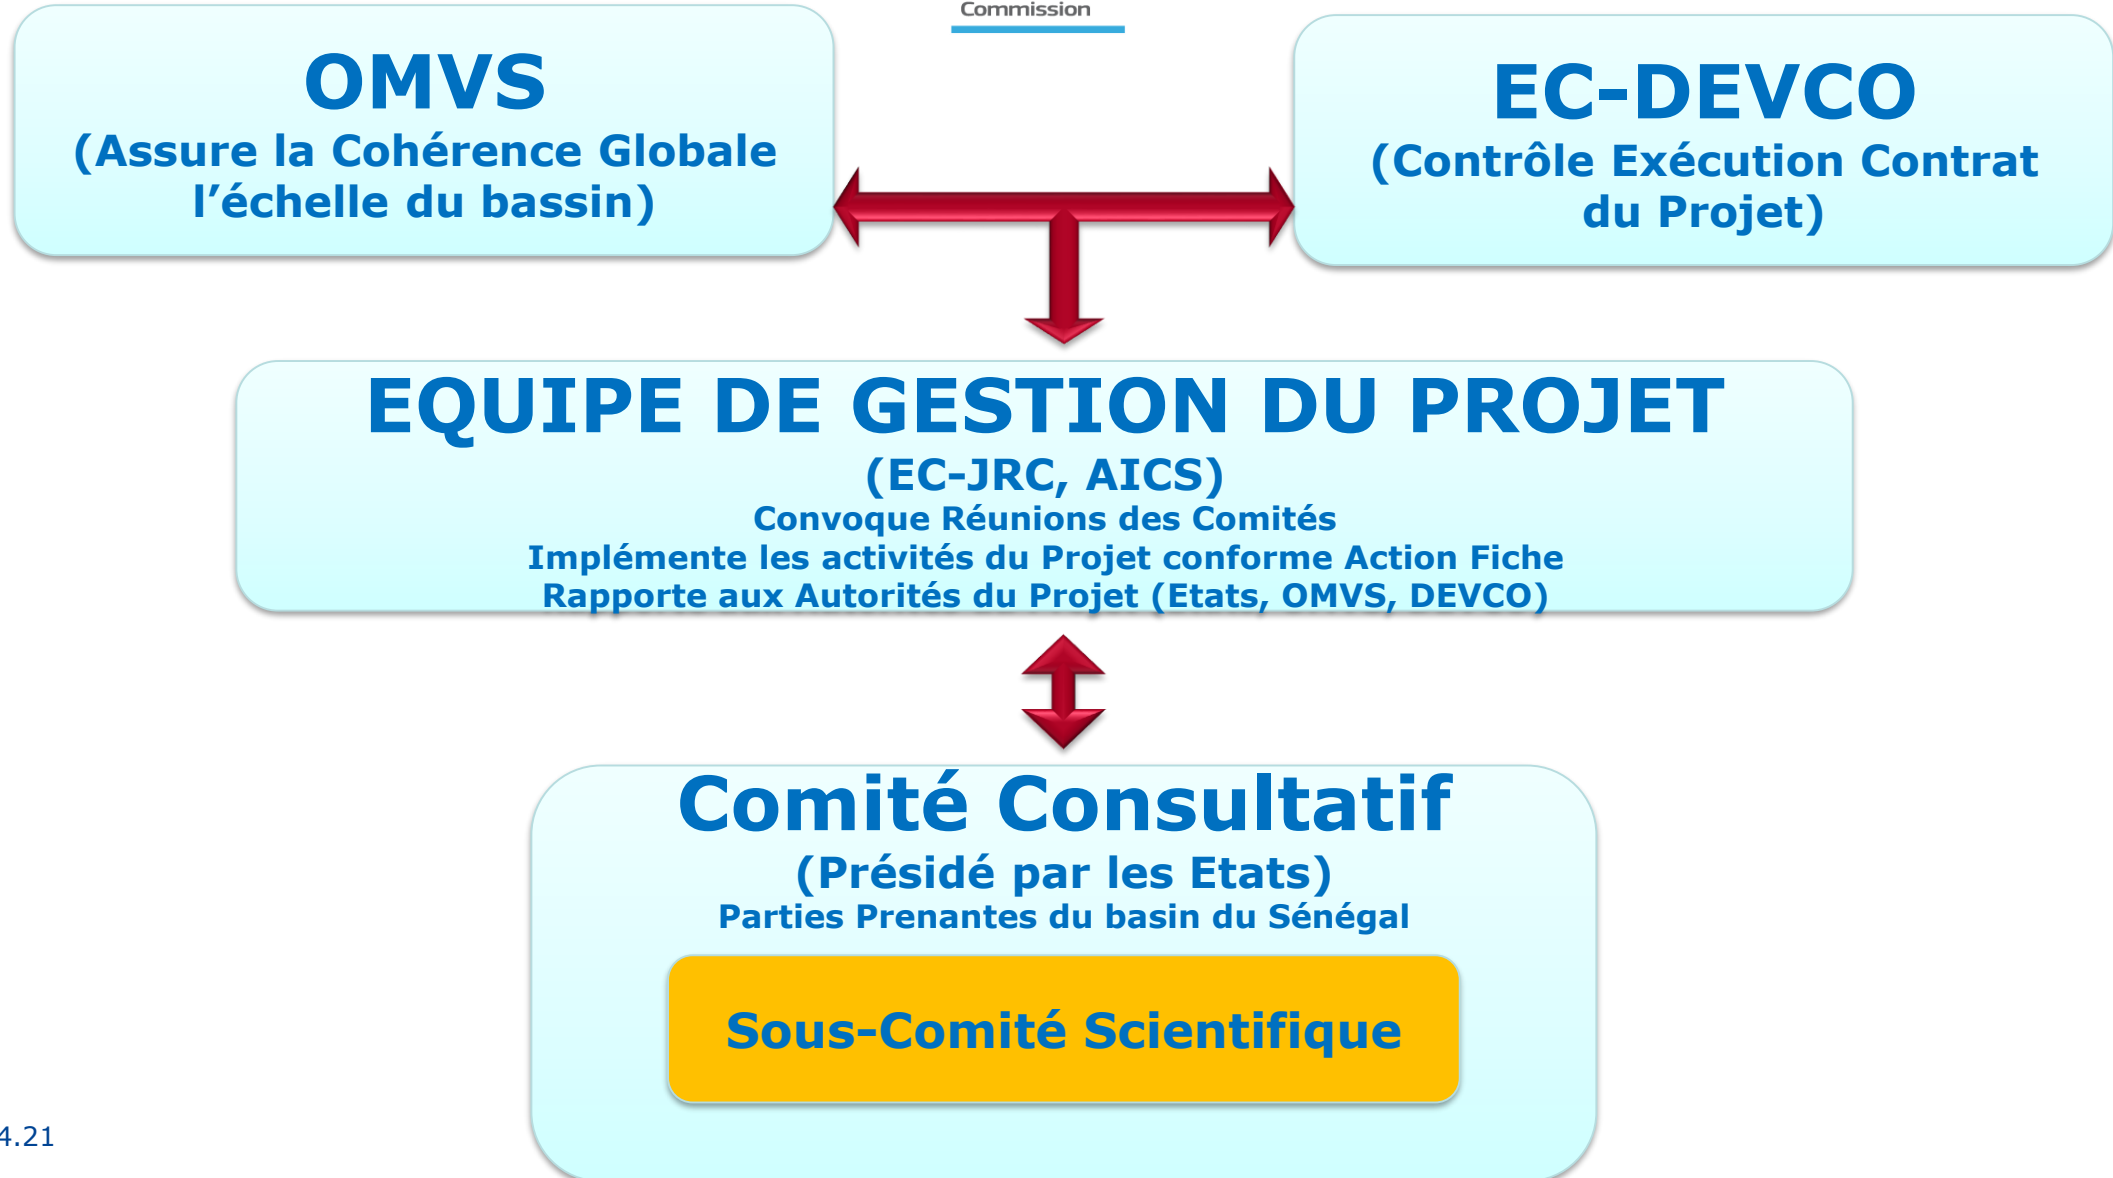 Commission
OMVS
(Assure la Cohérence Globale
l’échelle du bassin)
EC-DEVCO
(Contrôle Exécution Contrat
du Projet)
EQUIPE DE GESTION DU PROJET
(EC-JRC, AICS)
Convoque Réunions des Comités
Implémente les activités du Projet conforme Action Fiche
Rapporte aux Autorités du Projet (Etats, OMVS, DEVCO)
Comité Consultatif
(Présidé par les Etats)
Parties Prenantes du basin du Sénégal
Sous-Comité Scientifique
4.21